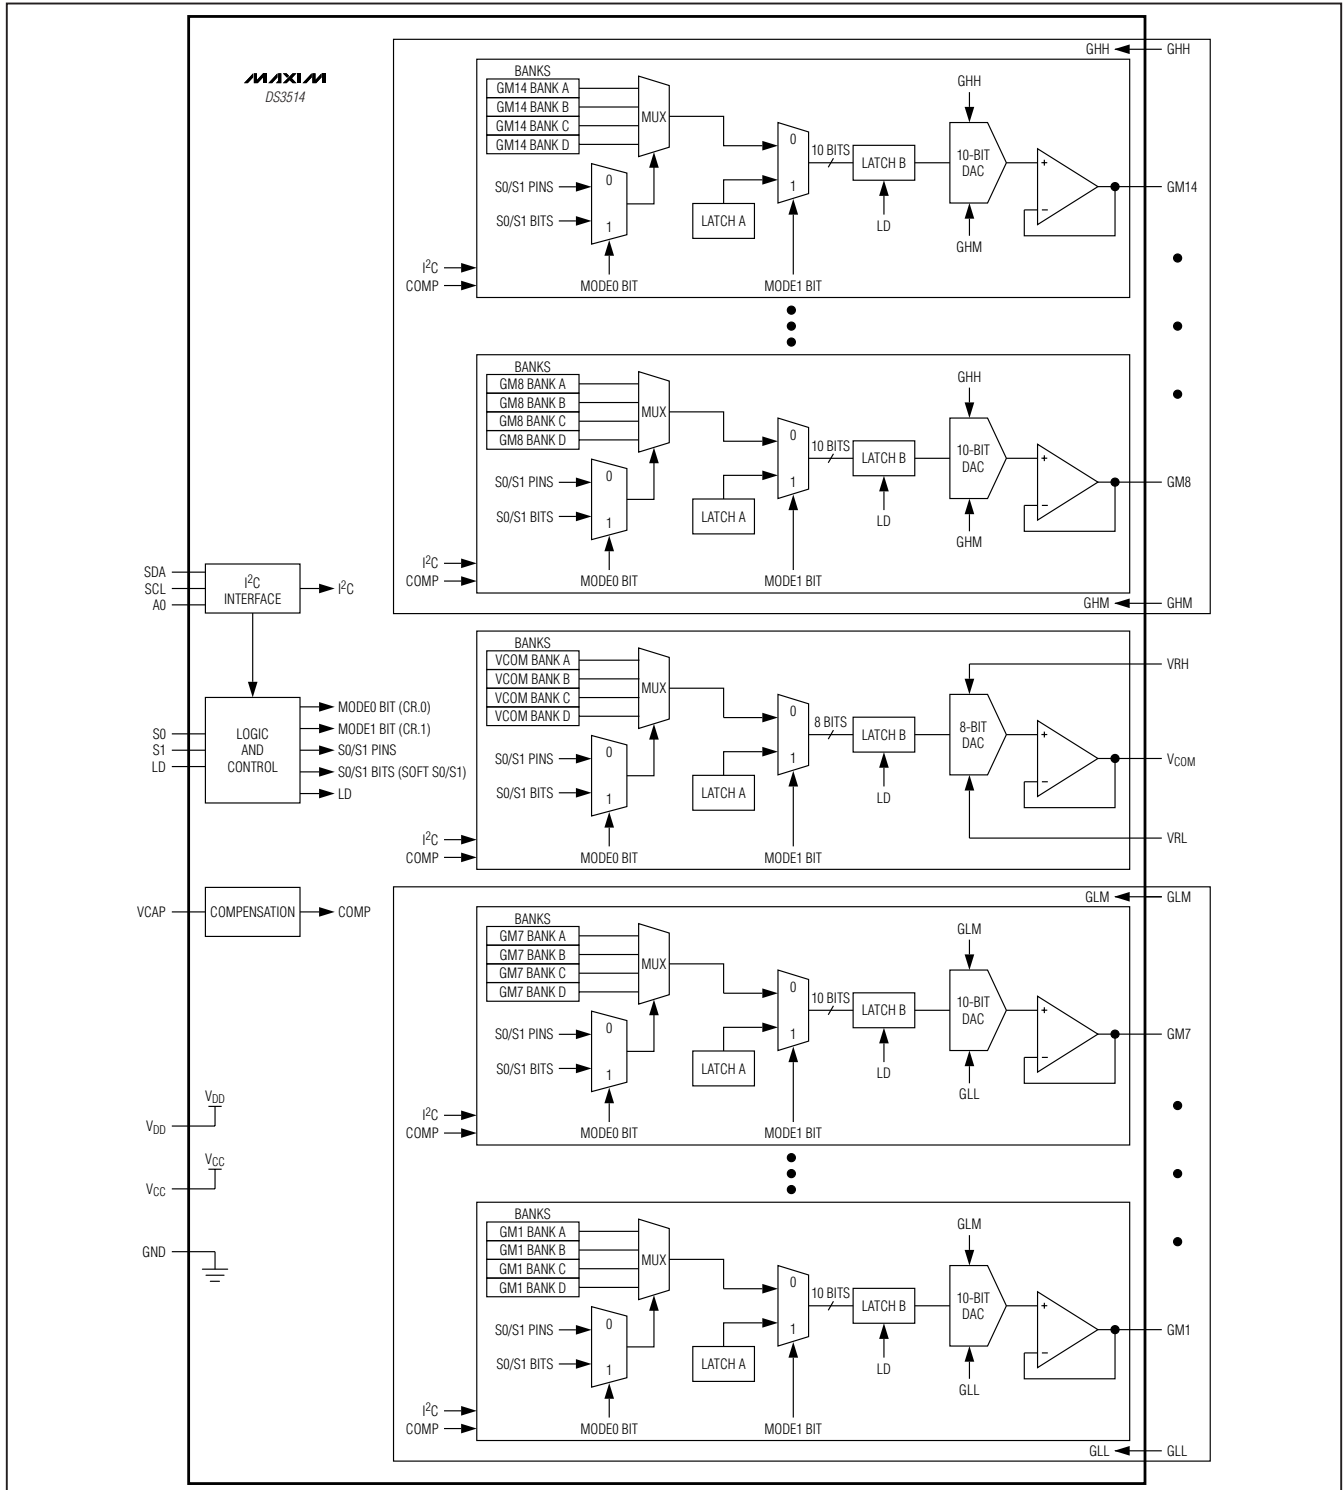 MAXIM
DS3514
GHH
GHH
BANKS
GM14 BANK A
GM14 BANK B
GM14 BANK C
GM14 BANK D
MUX
S0/S1 PINS
S0/S1 BITS
0
1
MODE0 BIT
LATCH A
0
1
MODE1 BIT
10 BITS
LATCH B
LD
GHH
10-BIT
DAC
GHM
+
−
GM14
I2C
COMP
BANKS
GM8 BANK A
GM8 BANK B
GM8 BANK C
GM8 BANK D
MUX
S0/S1 PINS
S0/S1 BITS
0
1
MODE0 BIT
LATCH A
0
1
MODE1 BIT
10 BITS
LATCH B
LD
GHH
10-BIT
DAC
GHM
+
−
GM8
I2C
COMP
GHM
GHM
SDA
SCL
A0
I2C
INTERFACE
I2C
S0
S1
LD
LOGIC
AND
CONTROL
MODE0 BIT (CR.0)
MODE1 BIT (CR.1)
S0/S1 PINS
S0/S1 BITS (SOFT S0/S1)
LD
BANKS
VCOM BANK A
VCOM BANK B
VCOM BANK C
VCOM BANK D
MUX
S0/S1 PINS
S0/S1 BITS
0
1
MODE0 BIT
LATCH A
0
1
MODE1 BIT
8 BITS
LATCH B
LD
8-BIT
DAC
+
−
VRH
VCOM
VRL
I2C
COMP
VCAP
COMPENSATION
COMP
GLM
GLM
BANKS
GM7 BANK A
GM7 BANK B
GM7 BANK C
GM7 BANK D
MUX
S0/S1 PINS
S0/S1 BITS
0
1
MODE0 BIT
LATCH A
0
1
MODE1 BIT
10 BITS
LATCH B
LD
GLM
10-BIT
DAC
GLL
+
−
GM7
I2C
COMP
VDD
VDD
VCC
VCC
GND
BANKS
GM1 BANK A
GM1 BANK B
GM1 BANK C
GM1 BANK D
MUX
S0/S1 PINS
S0/S1 BITS
0
1
MODE0 BIT
LATCH A
0
1
MODE1 BIT
10 BITS
LATCH B
LD
GLM
10-BIT
DAC
GLL
+
−
GM1
I2C
COMP
GLL
GLL